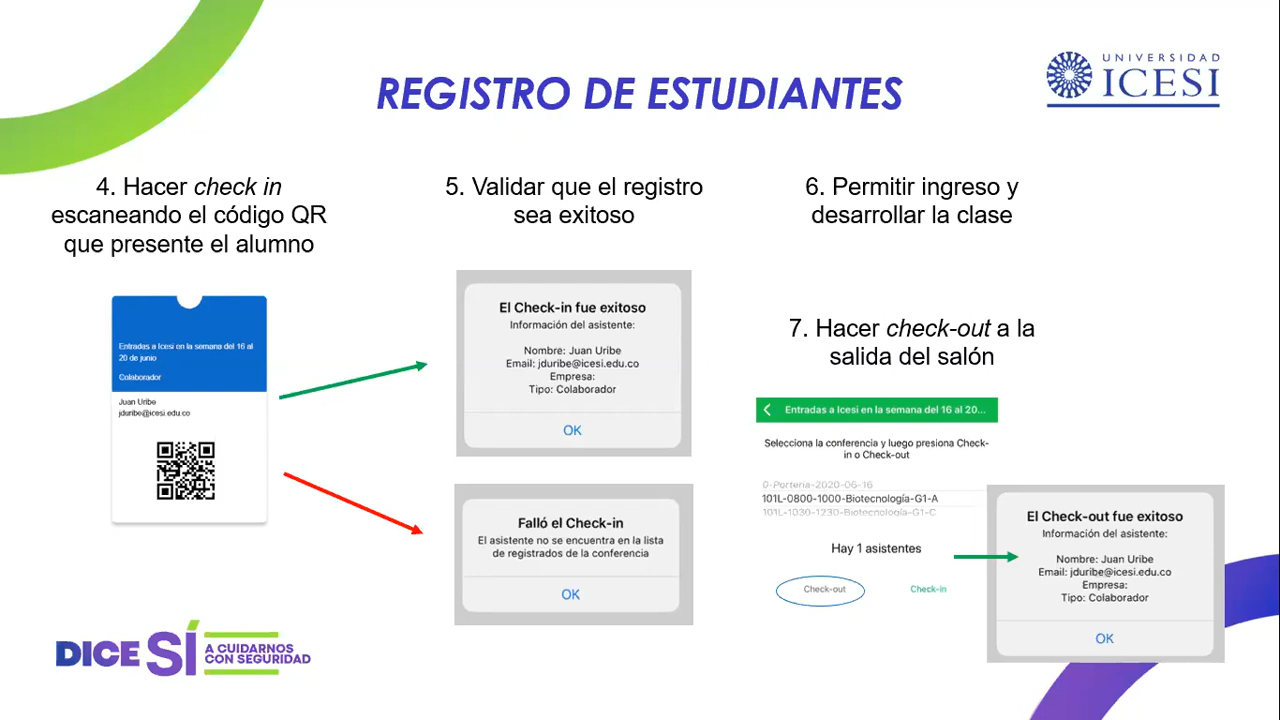 REGISTRO DE ESTUDIANTES
UNIVERSIDAD
ICESI
4. Hacer check in
escaneando el código QR
que presente el alumno
Entradas a Icesi en la semana del 16 al
20 de junio
Colaborador
Juan Uribe
jduribe@icesi.edu.co
5. Validar que el registro
sea exitoso
El Check-in fue exitoso
Información del asistente:
Nombre: Juan Uribe
Email: jduribe@icesi.edu.co
Empresa:
Tipo: Colaborador
OK
Falló el Check-in
El asistente no se encuentra en la lista
de registrados de la conferencia
OK
6. Permitir ingreso y
desarrollar la clase
7. Hacer check-out a la
salida del salón
Entradas a Icesi en la semana del 16 al 20...
Selecciona la conferencia y luego presiona Check-
in o Check-out
0-Porteria-2020-06-16
101L-0800-1000-Biotecnología-G1-A
101L-1030-1230-Biotecnología-G1-C
Hay 1 asistentes
Check-out
Check-in
El Check-out fue exitoso
Información del asistente:
Nombre: Juan Uribe
Email: jduribe@icesi.edu.co
Empresa:
Tipo: Colaborador
OK
DICE SÍ
A CUIDARNOS
CON SEGURIDAD